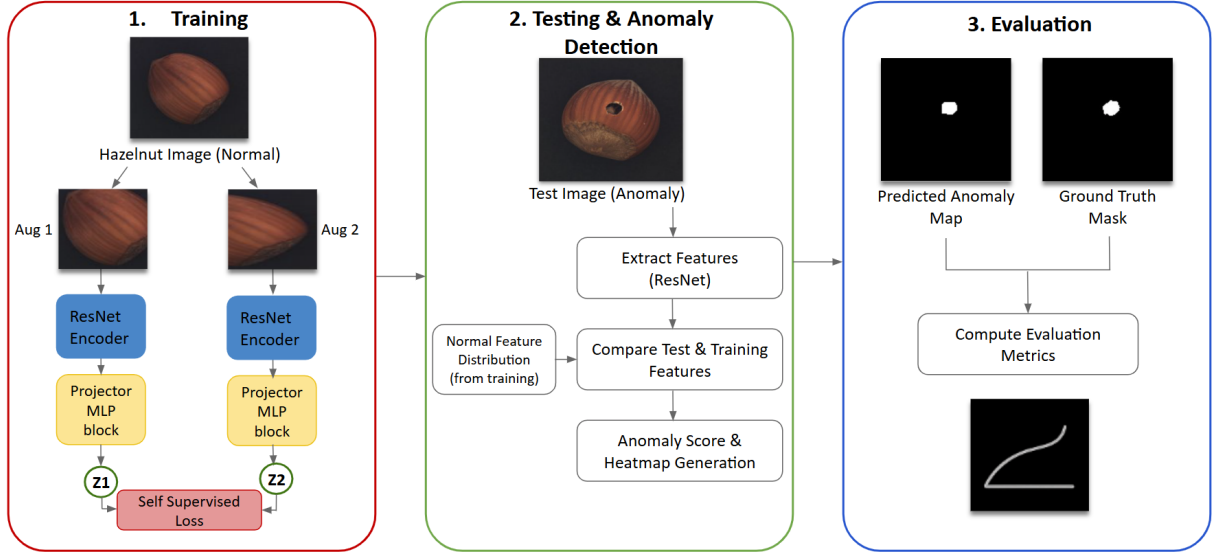 1. Training
Hazelnut Image (Normal)
Aug 1
Aug 2
ResNet
Encoder
ResNet
Encoder
Projector
MLP
block
Projector
MLP
block
Z1
Z2
Self Supervised
Loss
2. Testing & Anomaly
Detection
Test Image (Anomaly)
Extract Features
(ResNet)
Normal Feature
Distribution
(from training)
Compare Test & Training
Features
Anomaly Score &
Heatmap Generation
3. Evaluation
Predicted Anomaly
Map
Ground Truth
Mask
Compute Evaluation
Metrics